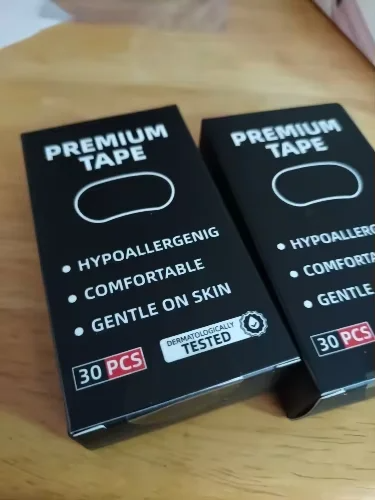 PREMIUM
TAPE
HYPOALLERGENIG
COMFORTABLE
GENTLE ON SKIN
DERMATOLOGICALLY
TESTED
30 PCS
PREMIUM
TAPE
HYPOALLERG
COMFORTA
GENTLE
30 PCS